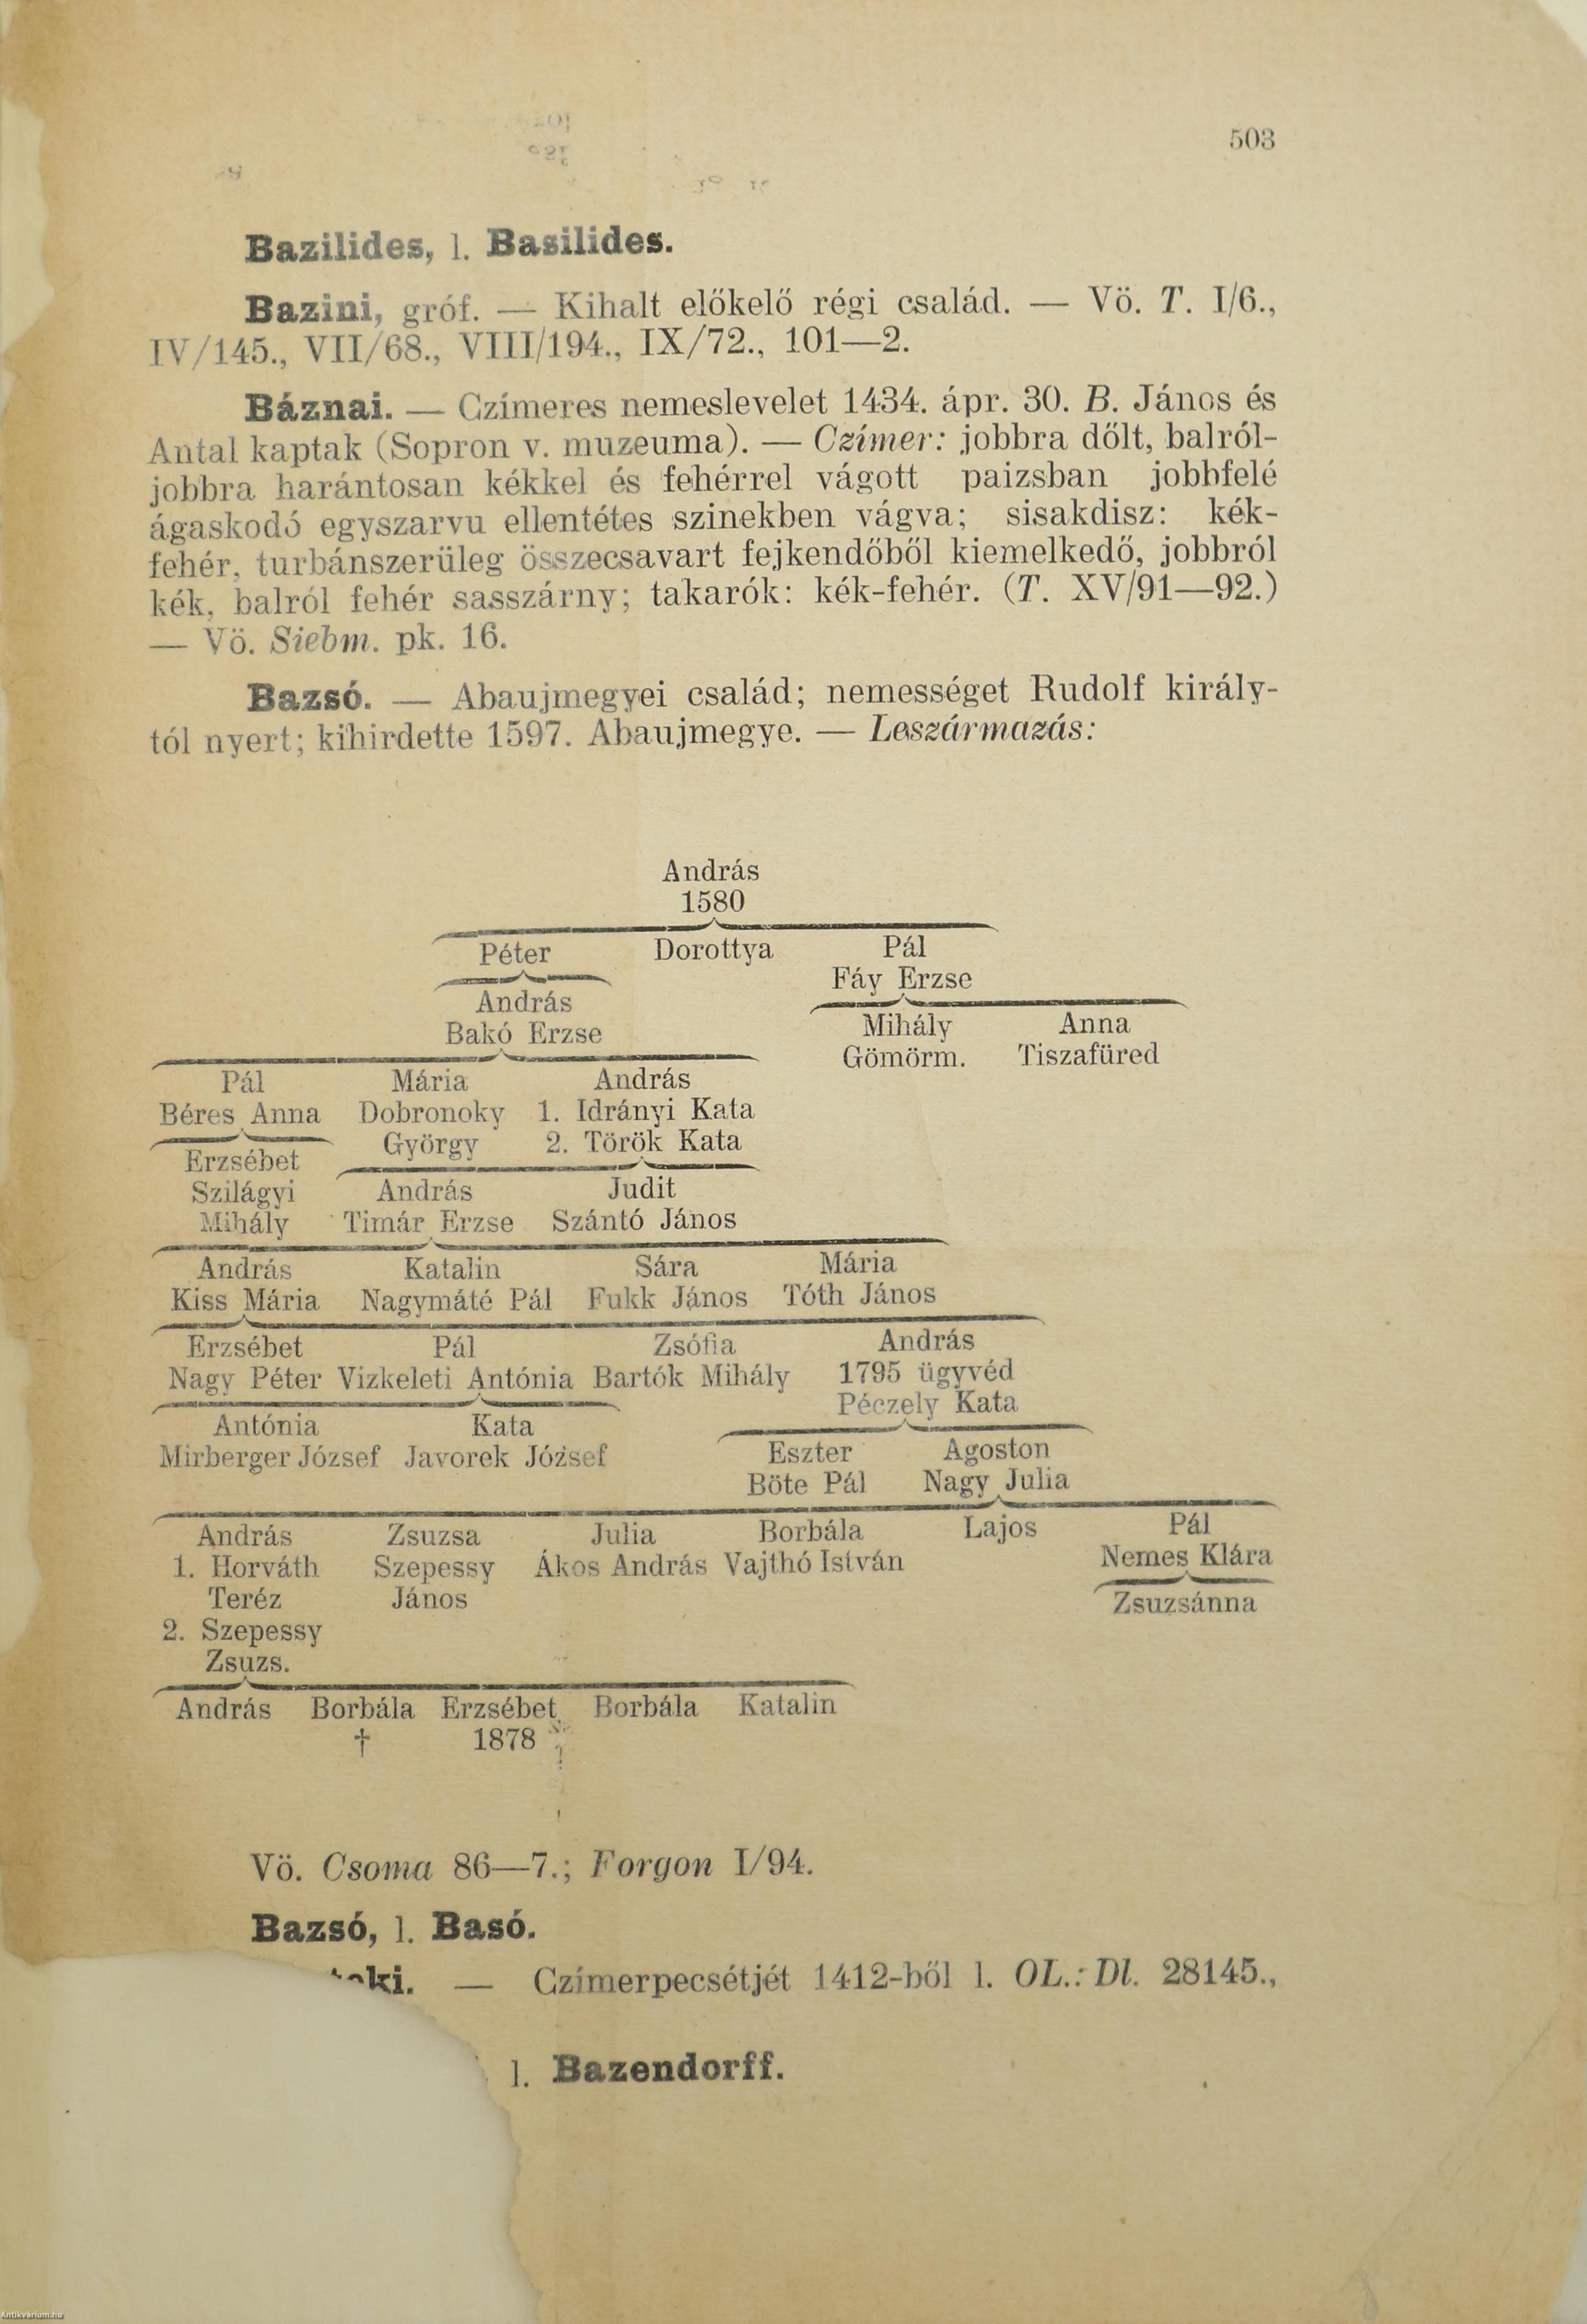 503
Bazilides, l. Basilides.
Bazini, gróf. — Kihalt előkelő régi család. — Vö. T. I/6.,
IV/145., VII/68., VIII/194., IX/72., 101—2.
Báznai. — Czímeres nemeslevelet 1434. ápr. 30. B. János és
Antal kaptak (Sopron v. muzeuma). — Czímer: jobbra dőlt, balról-
jobbra harántosan kékkel és fehérrel vágott paizsban jobbfelé
ágaskodó egyszarvu ellentétes szinekben vágva; sisakdisz: kék-
fehér, turbánszerüleg összecsavart fejkendőből kiemelkedő, jobbról
kék, balról fehér sasszárny; takarók: kék-fehér. (T. XV/91—92.)
— Vö. Siebm. pk. 16.
Bazsó. — Abaujmegyei család; nemességet Rudolf király-
tól nyert; kihirdette 1597. Abaujmegye. — Leszármazás:
András
1580
Péter Dorottya Pál
Fáy Erzse
András
Bakó Erzse
Mihály Anna
Gömörm. Tiszafüred
Pál Mária András
Béres Anna Dobronoky 1. Idrányi Kata
György 2. Török Kata
Erzsébet
Szilágyi András Judit
Mihály Timár Erzse Szántó János
András Katalin Sára Mária
Kiss Mária Nagymáté Pál Fukk János Tóth János
Erzsébet Pál Zsófia András
Nagy Péter Vizkeleti Antónia Bartók Mihály 1795 ügyvéd
Péczely Kata
Antónia Kata
Mirberger József Javorek József
Eszter Agoston
Böte Pál Nagy Julia
András Zsuzsa Julia Borbála Lajos Pál
1. Horváth Szepessy Ákos András Vajthó István Nemes Klára
Teréz János Zsuzsánna
2. Szepessy
Zsuzs.
András Borbála Erzsébet Borbála Katalin
† 1878
Vö. Csoma 86—7.; Forgon I/94.
Bazsó, l. Basó.
ki. — Czímerpecsétjét 1412-ből l. OL.: Dl. 28145.,
l. Bazendorff.
Antikvárium.hu